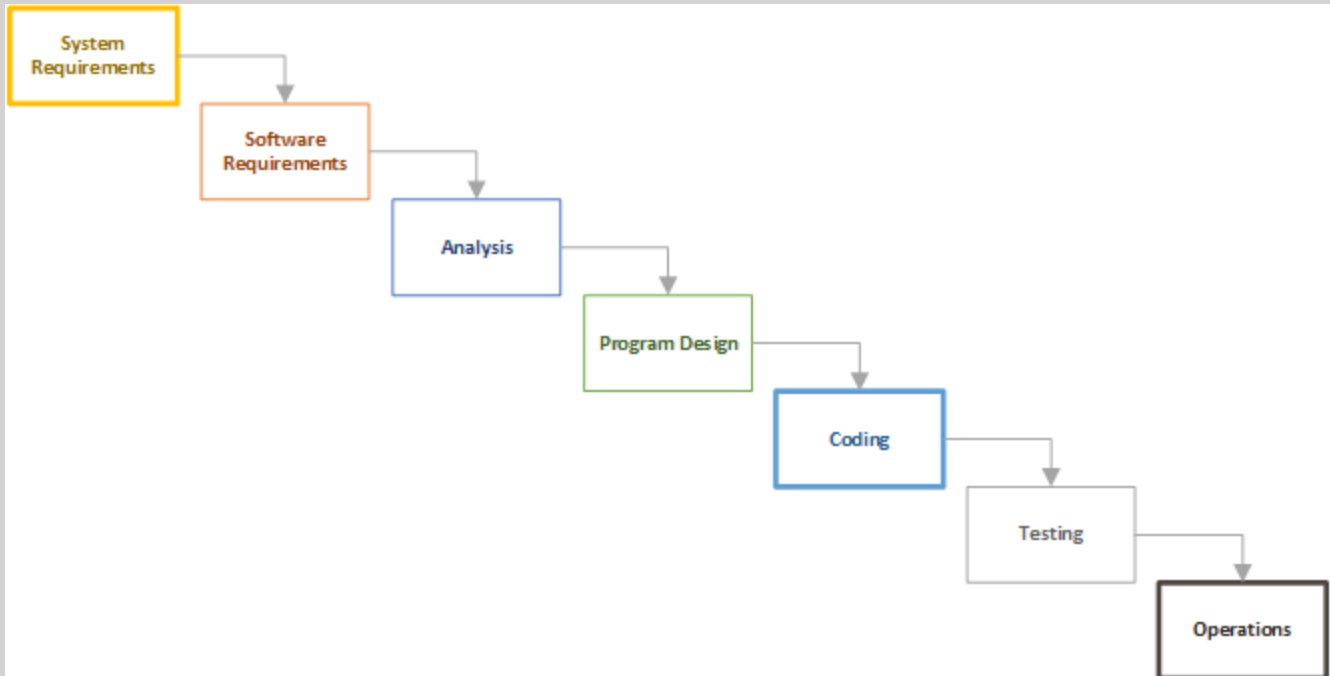 System
Requirements
Software
Requirements
Analysis
Program Design
Coding
Testing
Operations